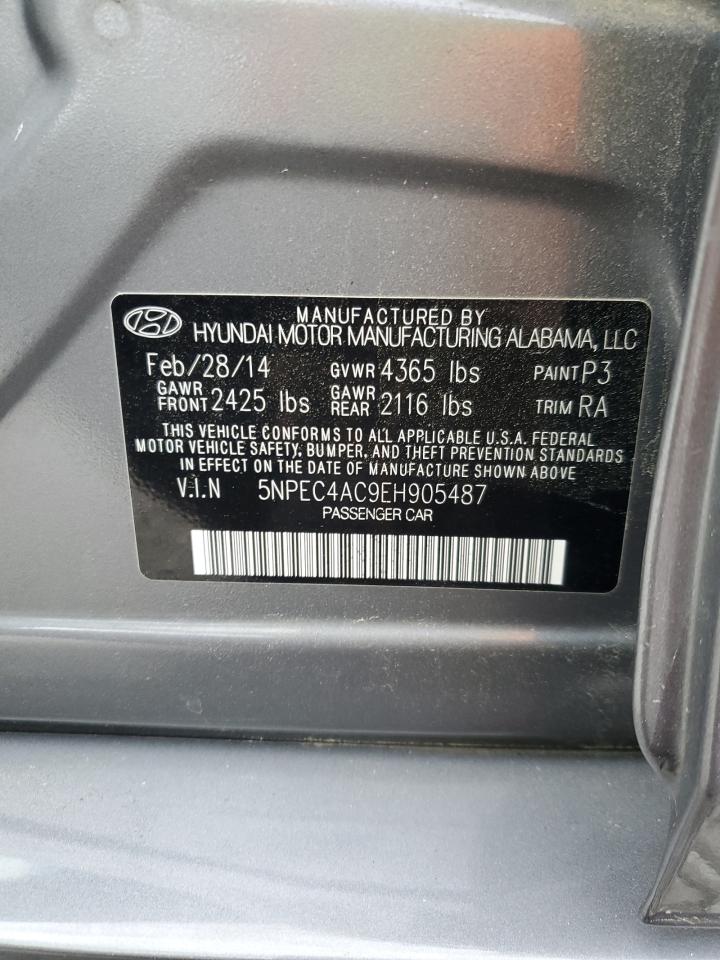 MANUFACTURED BY
HYUNDAI MOTOR MANUFACTURING ALABAMA, LLC
Feb/28/14 GVWR 4365 lbs PAINT P3
GAWR FRONT 2425 lbs GAWR REAR 2116 lbs TRIM RA
THIS VEHICLE CONFORMS TO ALL APPLICABLE U.S.A. FEDERAL
MOTOR VEHICLE SAFETY, BUMPER, AND THEFT PREVENTION STANDARDS
IN EFFECT ON THE DATE OF MANUFACTURE SHOWN ABOVE
V.I.N 5NPEC4AC9EH905487
PASSENGER CAR